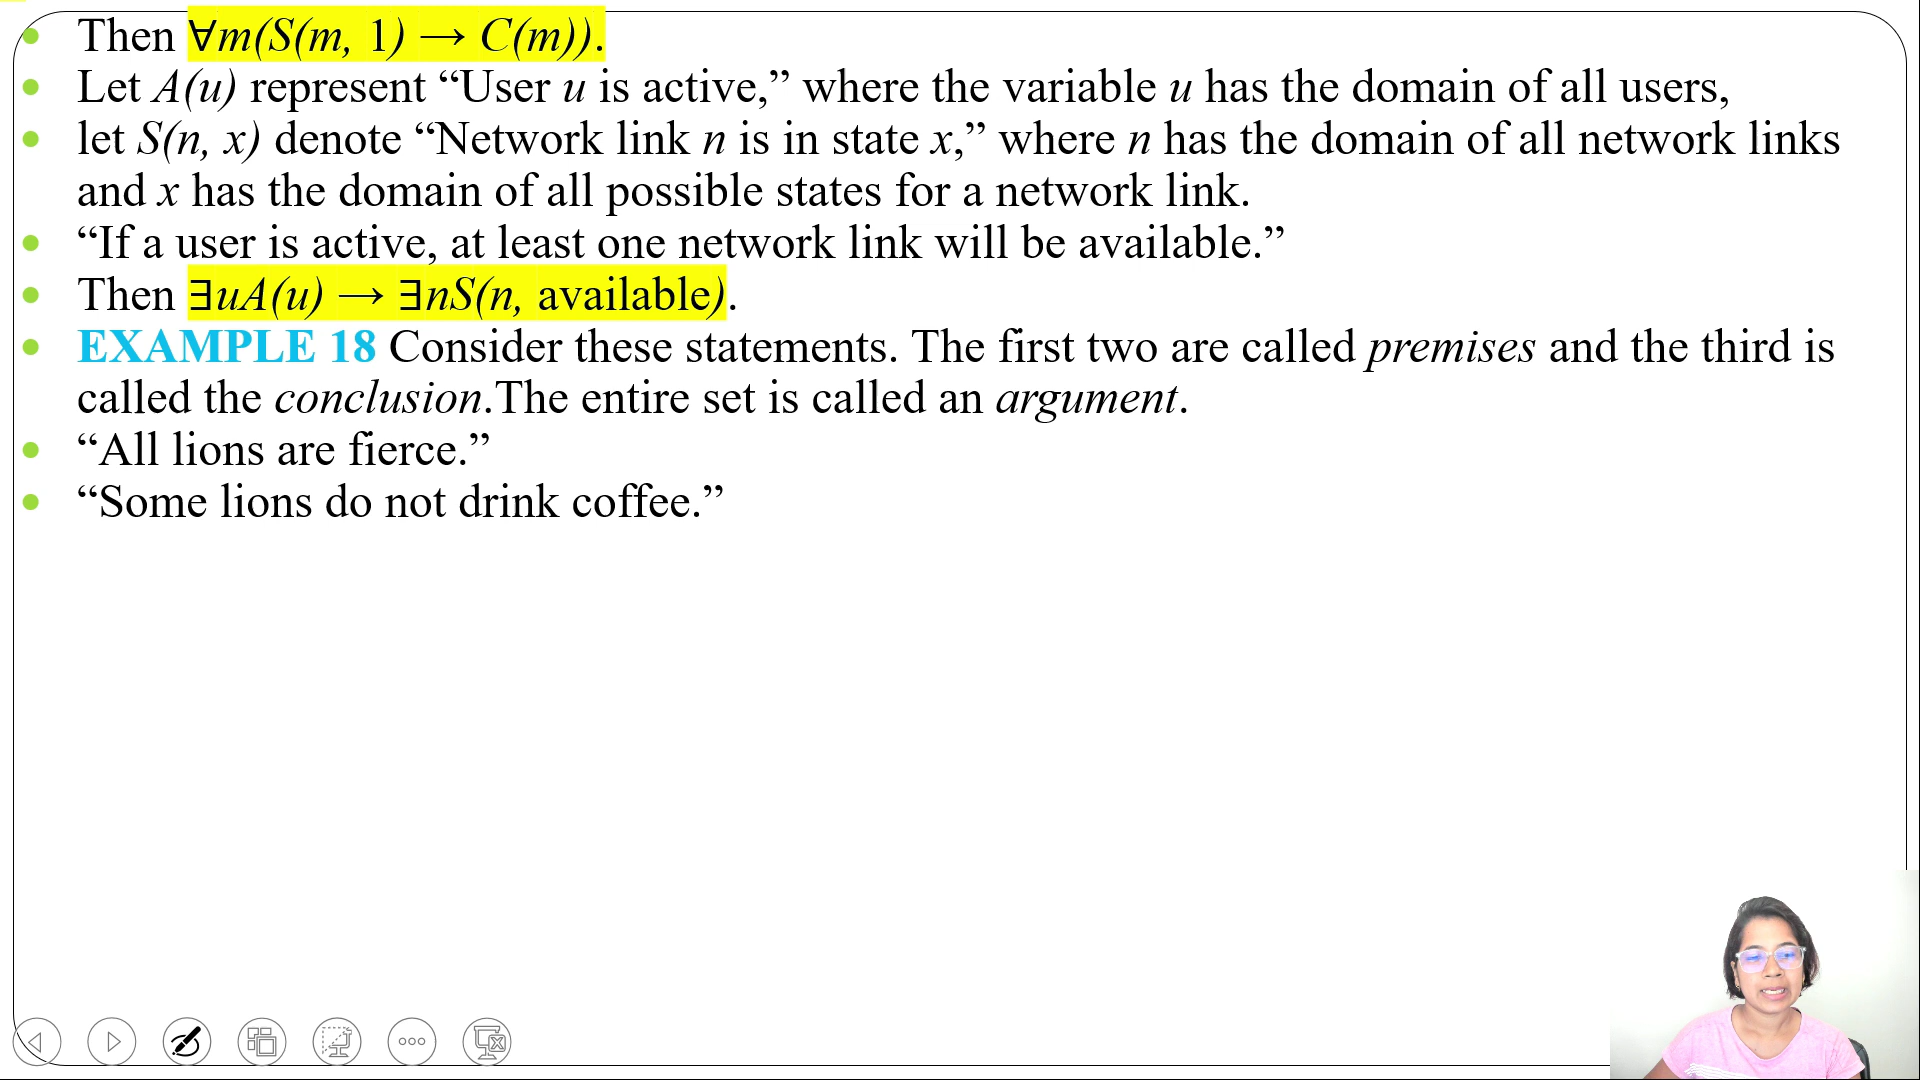 Then ∀m(S(m, 1) → C(m)).
Let A(u) represent “User u is active,” where the variable u has the domain of all users,
let S(n, x) denote “Network link n is in state x,” where n has the domain of all network links
and x has the domain of all possible states for a network link.
“If a user is active, at least one network link will be available.”
Then ∃uA(u) → ∃nS(n, available).
EXAMPLE 18 Consider these statements. The first two are called premises and the third is
called the conclusion.The entire set is called an argument.
“All lions are fierce.”
“Some lions do not drink coffee.”